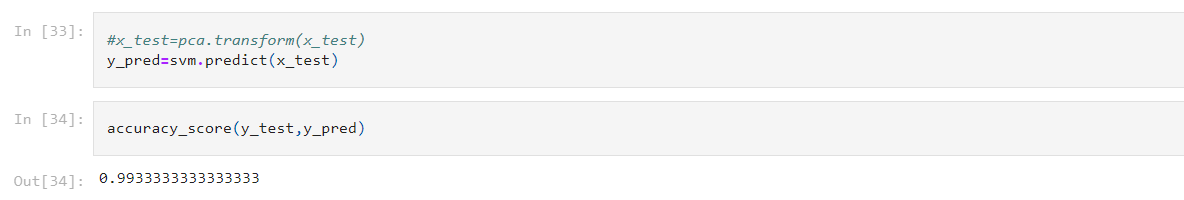 In [33]:
#x_test=pca.transform(x_test)
y_pred=svm.predict(x_test)
In [34]:
accuracy_score(y_test,y_pred)
Out[34]: 0.9933333333333333